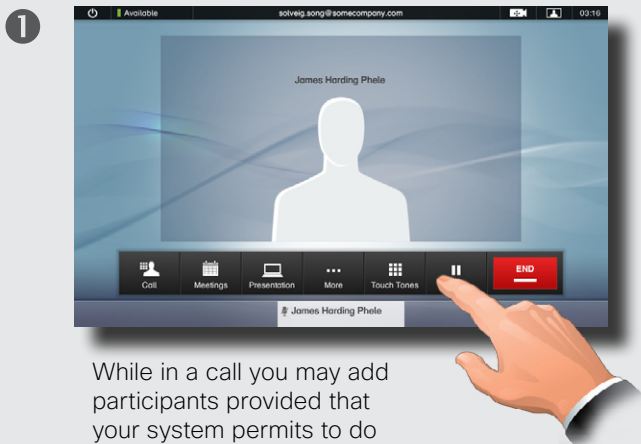 1
Available solveig.song@somecompany.com 03:16
James Harding Phele
Call Meetings Presentation More Touch Tones END
James Harding Phele
While in a call you may add
participants provided that
your system permits to do